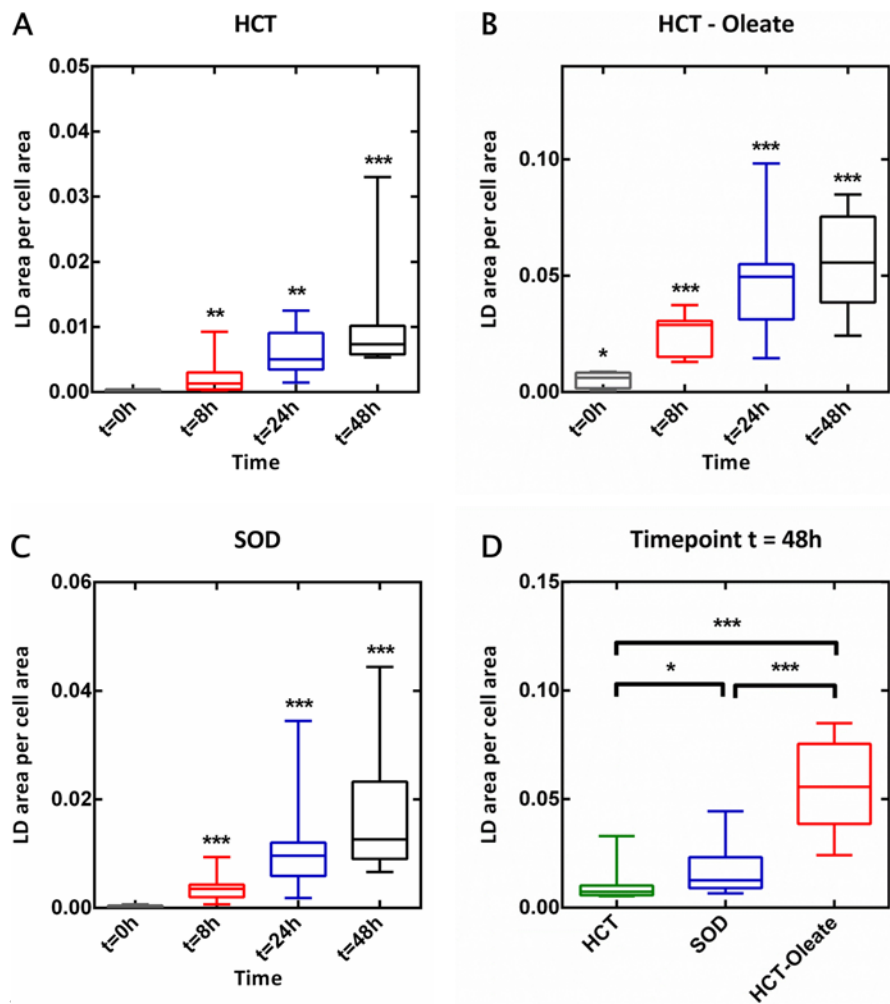 A
HCT
LD area per cell area
0.05
0.04
0.03
0.02
0.01
0.00
**
**
***
t=0h
t=8h
t=24h
t=48h
Time
B
HCT - Oleate
LD area per cell area
0.10
0.05
0.00
*
***
***
***
t=0h
t=8h
t=24h
t=48h
Time
C
SOD
LD area per cell area
0.06
0.04
0.02
0.00
***
***
***
t=0h
t=8h
t=24h
t=48h
Time
D
Timepoint t = 48h
LD area per cell area
0.15
0.10
0.05
0.00
***
*
***
HCT
SOD
HCT-Oleate